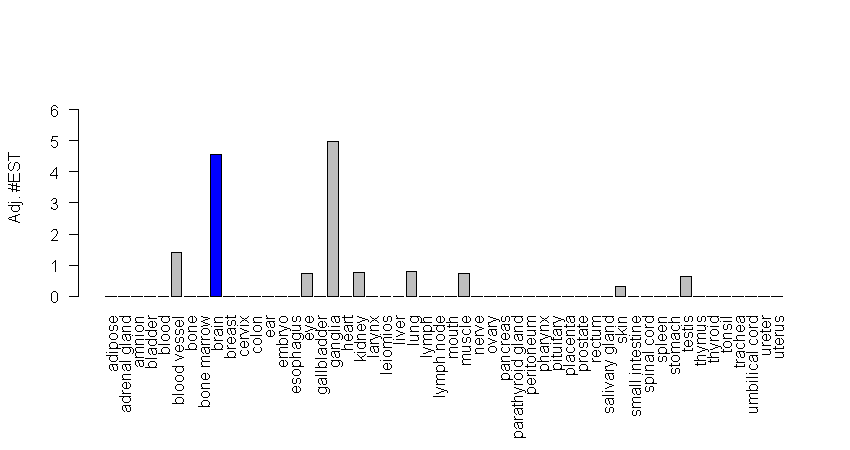 Adj. #EST
6
5
4
3
2
1
0
adipose
adrenal gland
amnion
bladder
blood
blood vessel
bone
bone marrow
brain
breast
cervix
colon
ear
embryo
esophagus
eye
gallbladder
ganglia
heart
kidney
larynx
leiomios
liver
lung
lymph
lymph node
mouth
muscle
nerve
ovary
pancreas
parathyroid gland
peritoneum
pharynx
pituitary
placenta
prostate
rectum
salivary gland
skin
small intestine
spinal cord
spleen
stomach
testis
thymus
thyroid
tonsil
trachea
umbilical cord
ureter
uterus